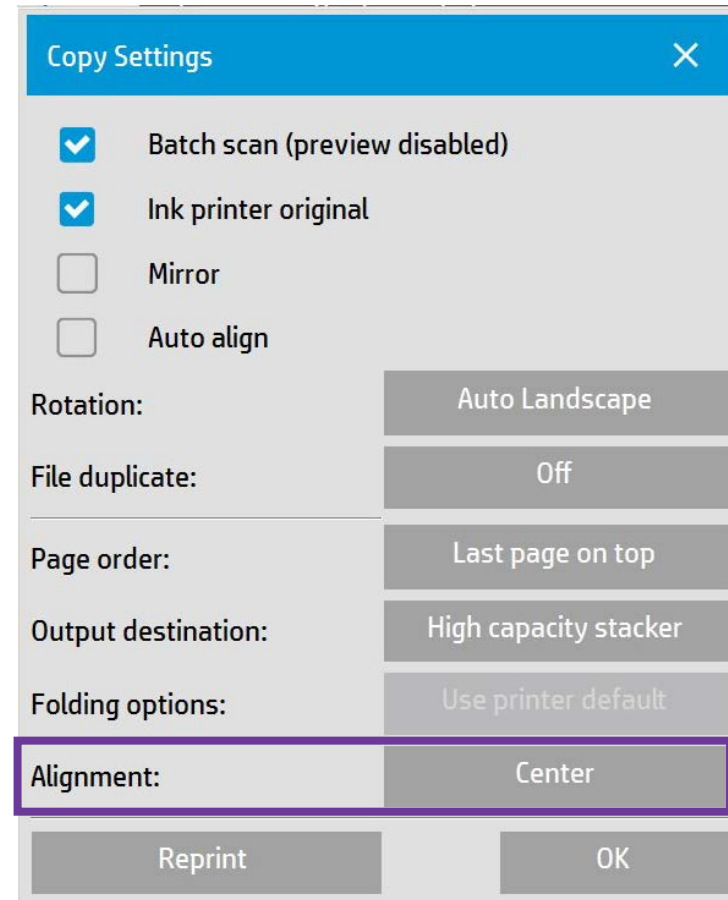 Copy Settings
Batch scan (preview disabled)
Ink printer original
Mirror
Auto align
Rotation: Auto Landscape
File duplicate: Off
Page order: Last page on top
Output destination: High capacity stacker
Folding options: Use printer default
Alignment: Center
Reprint OK